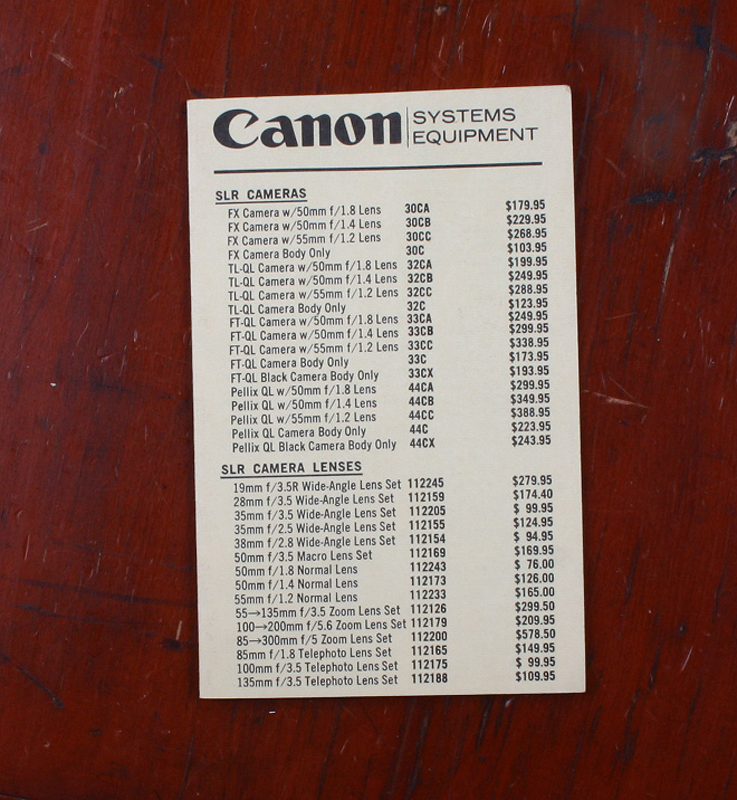 Canon SYSTEMS EQUIPMENT
SLR CAMERAS
FX Camera w/50mm f/1.8 Lens 30CA $179.95
FX Camera w/50mm f/1.4 Lens 30CB $229.95
FX Camera w/55mm f/1.2 Lens 30CC $268.95
FX Camera Body Only 30C $103.95
TL-QL Camera w/50mm f/1.8 Lens 32CA $199.95
TL-QL Camera w/50mm f/1.4 Lens 32CB $249.95
TL-QL Camera w/55mm f/1.2 Lens 32CC $288.95
TL-QL Camera Body Only 32C $123.95
FT-QL Camera w/50mm f/1.8 Lens 33CA $249.95
FT-QL Camera w/50mm f/1.4 Lens 33CB $299.95
FT-QL Camera w/55mm f/1.2 Lens 33CC $338.95
FT-QL Camera Body Only 33C $173.95
FT-QL Black Camera Body Only 33CX $193.95
Pellix QL w/50mm f/1.8 Lens 44CA $299.95
Pellix QL w/50mm f/1.4 Lens 44CB $349.95
Pellix QL w/55mm f/1.2 Lens 44CC $388.95
Pellix QL Camera Body Only 44C $223.95
Pellix QL Black Camera Body Only 44CX $243.95
SLR CAMERA LENSES
19mm f/3.5R Wide-Angle Lens Set 112245 $279.95
28mm f/3.5 Wide-Angle Lens Set 112159 $174.40
35mm f/3.5 Wide-Angle Lens Set 112205 $ 99.95
35mm f/2.5 Wide-Angle Lens Set 112155 $124.95
38mm f/2.8 Wide-Angle Lens Set 112154 $ 94.95
50mm f/3.5 Macro Lens Set 112169 $169.95
50mm f/1.8 Normal Lens 112243 $ 76.00
50mm f/1.4 Normal Lens 112173 $126.00
55mm f/1.2 Normal Lens 112233 $165.00
55→135mm f/3.5 Zoom Lens Set 112126 $299.50
100→200mm f/5.6 Zoom Lens Set 112179 $209.95
85→300mm f/5 Zoom Lens Set 112200 $578.50
85mm f/1.8 Telephoto Lens Set 112165 $149.95
100mm f/3.5 Telephoto Lens Set 112175 $ 99.95
135mm f/3.5 Telephoto Lens Set 112188 $109.95